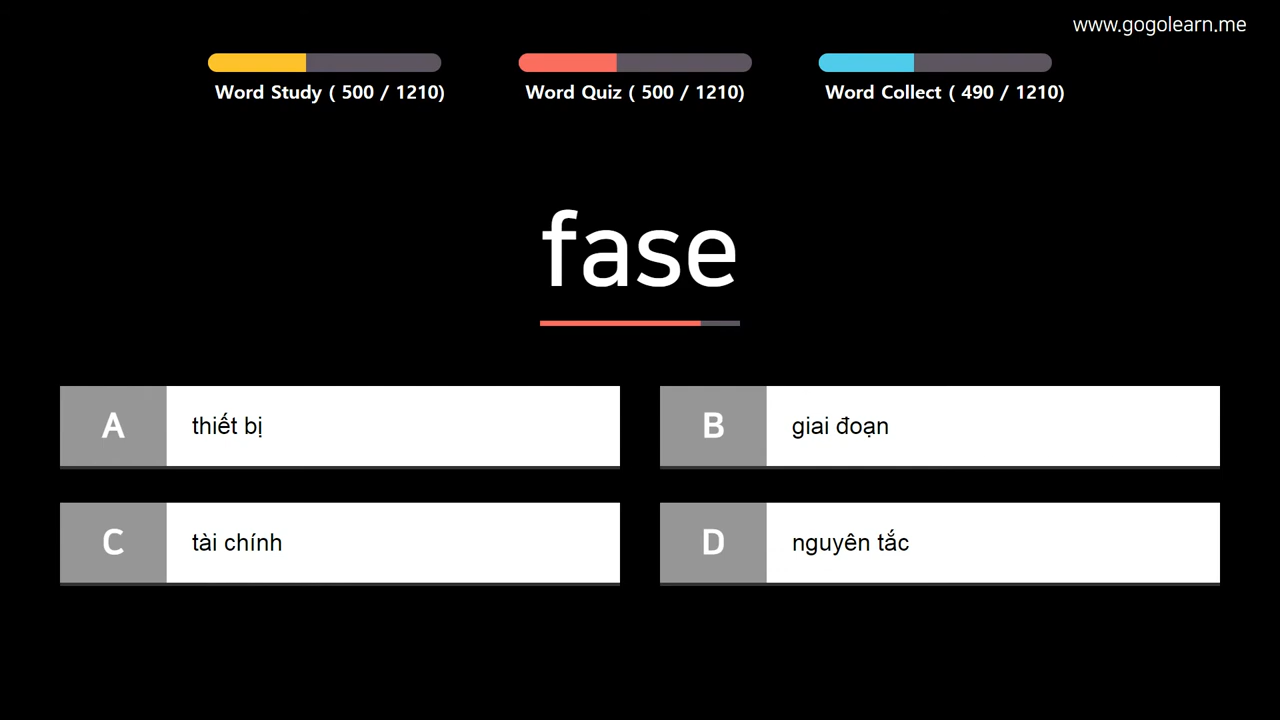 www.gogolearn.me
Word Study ( 500 / 1210)
Word Quiz ( 500 / 1210)
Word Collect ( 490 / 1210)
fase
A thiết bị
B giai đoạn
C tài chính
D nguyên tắc